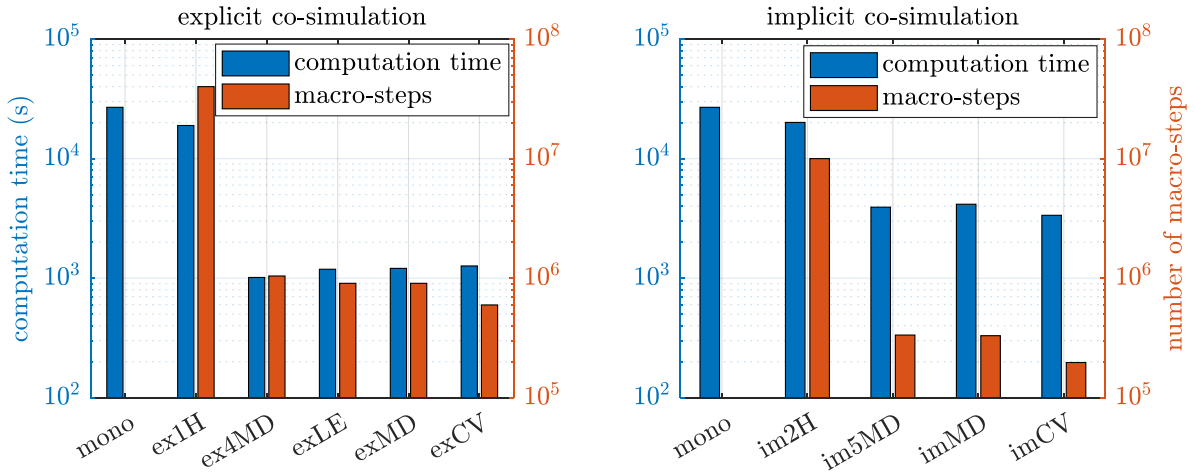 explicit co-simulation
computation time (s)
10^5
10^4
10^3
10^2
10^8
10^7
10^6
10^5
computation time
macro-steps
mono
ex1H
ex4MD
exLE
exMD
exCV
implicit co-simulation
10^5
10^4
10^3
10^2
10^8
10^7
10^6
10^5
number of macro-steps
computation time
macro-steps
mono
im2H
im5MD
imMD
imCV